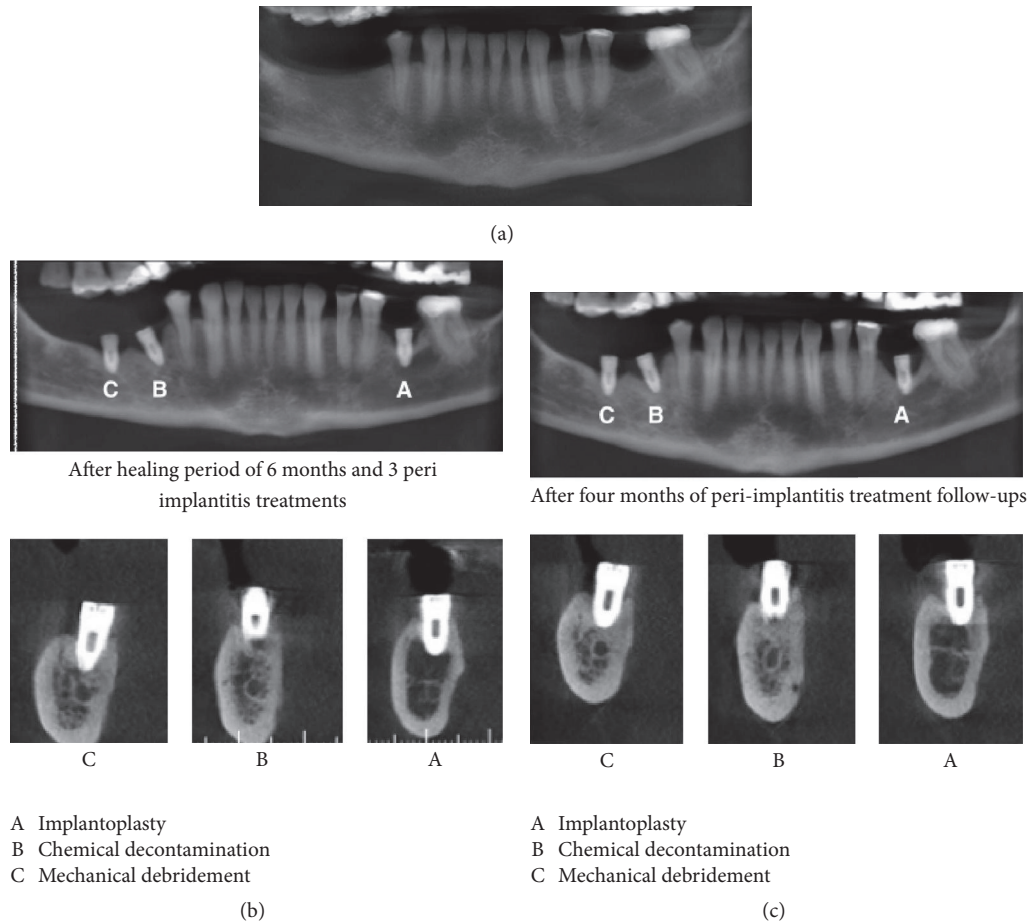 (a)
C
B
A
After healing period of 6 months and 3 peri
implantitis treatments
C
B
A
A Implantoplasty
B Chemical decontamination
C Mechanical debridement
(b)
C
B
A
After four months of peri-implantitis treatment follow-ups
C
B
A
A Implantoplasty
B Chemical decontamination
C Mechanical debridement
(c)